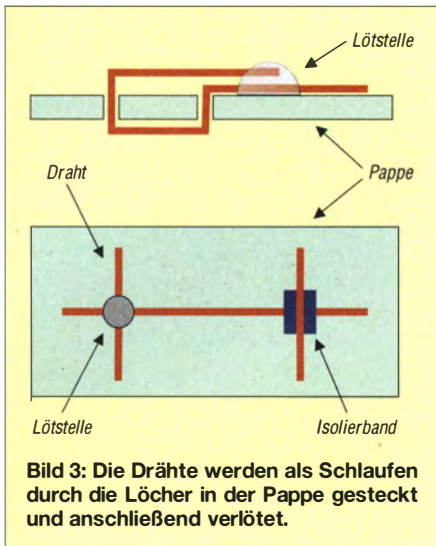 Lötstelle
Draht
Pappe
Lötstelle
Isolierband
Bild 3: Die Drähte werden als Schlaufen
durch die Löcher in der Pappe gesteckt
und anschließend verlötet.